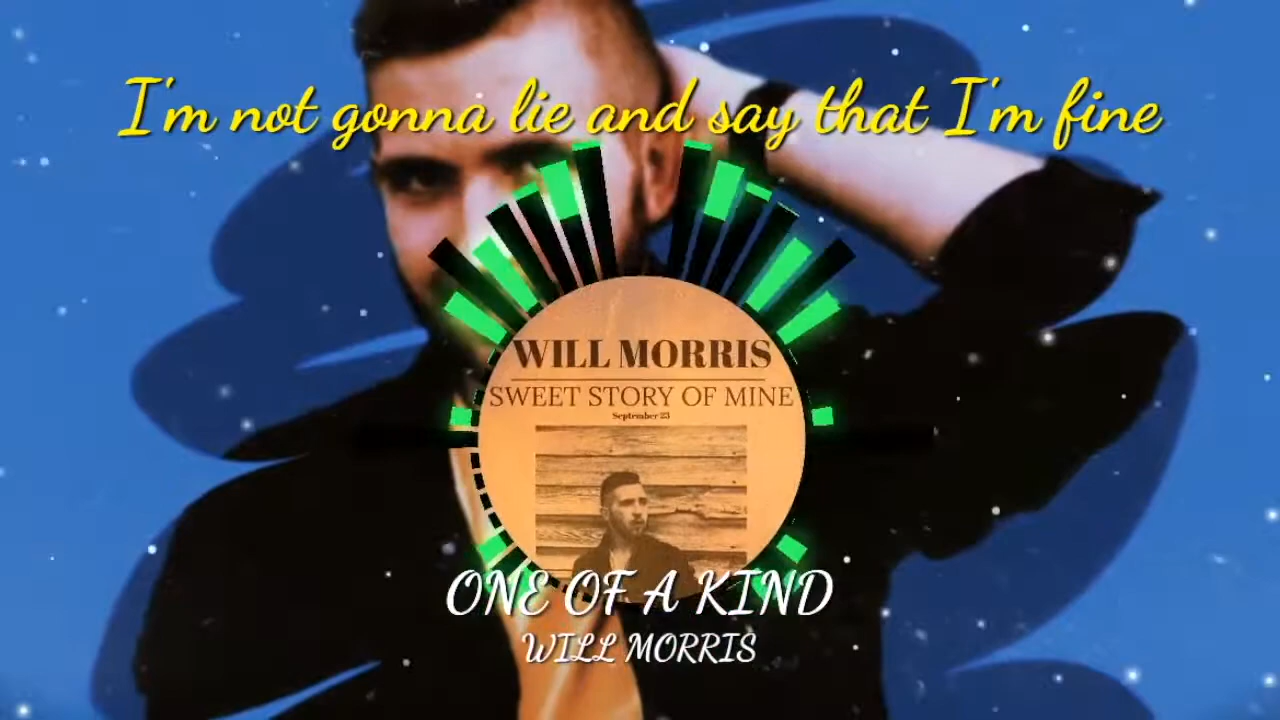 I'm not gonna lie and say that I'm fine
WILL MORRIS
SWEET STORY OF MINE
September 23
ONE OF A KIND
WILL MORRIS